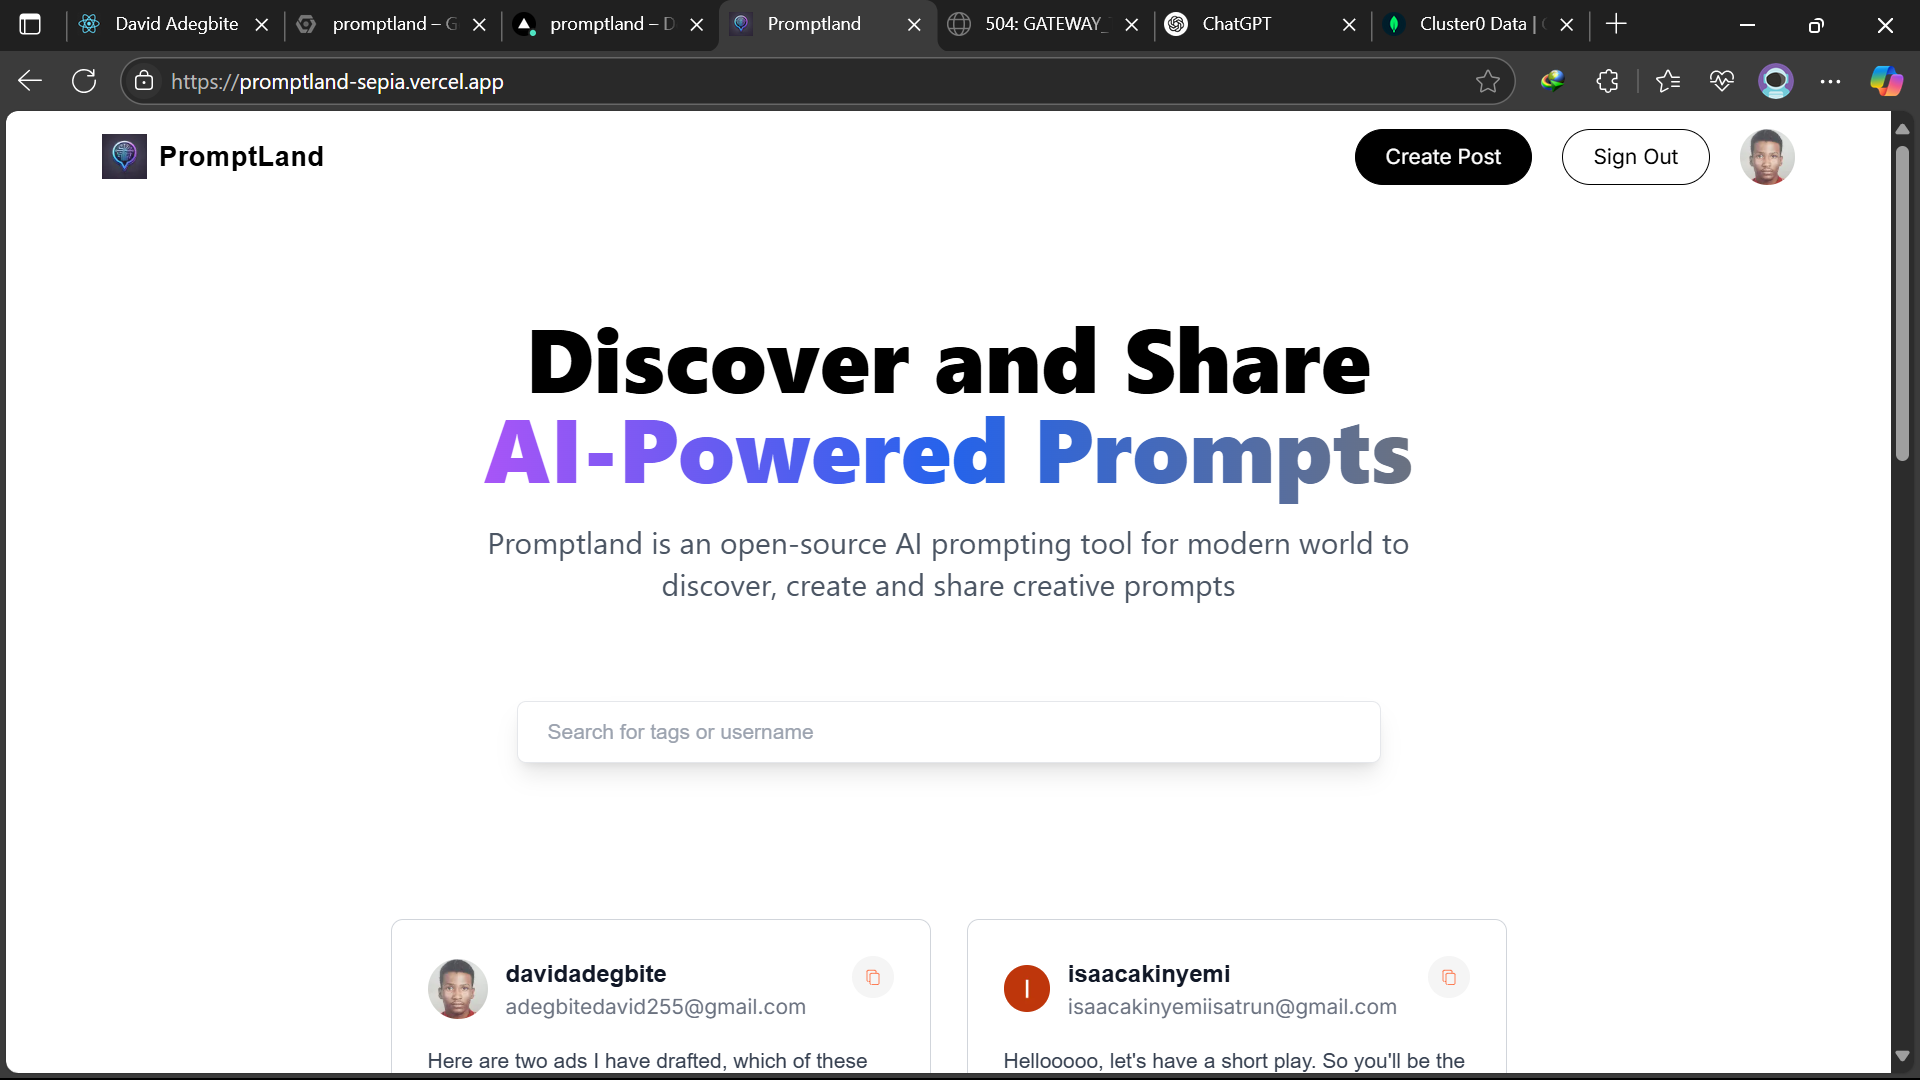 David Adegbite
promptland – G
promptland – D
Promptland
504: GATEWAY_
ChatGPT
Cluster0 Data |
https://promptland-sepia.vercel.app
PromptLand
Create Post
Sign Out
Discover and Share
AI-Powered Prompts
Promptland is an open-source AI prompting tool for modern world to
discover, create and share creative prompts
Search for tags or username
davidadegbite
adegbitedavid255@gmail.com
Here are two ads I have drafted, which of these
I
isaacakinyemi
isaacakinyemiisatrun@gmail.com
Hellooooo, let's have a short play. So you'll be the